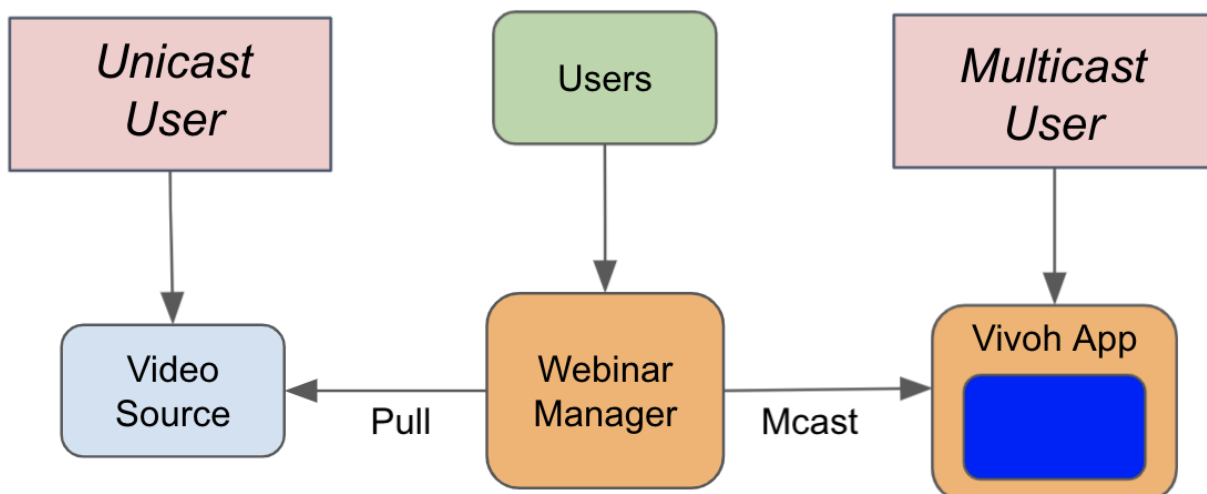 Unicast
User
Users
Multicast
User
Video
Source
Pull
Webinar
Manager
Mcast
Vivoh App